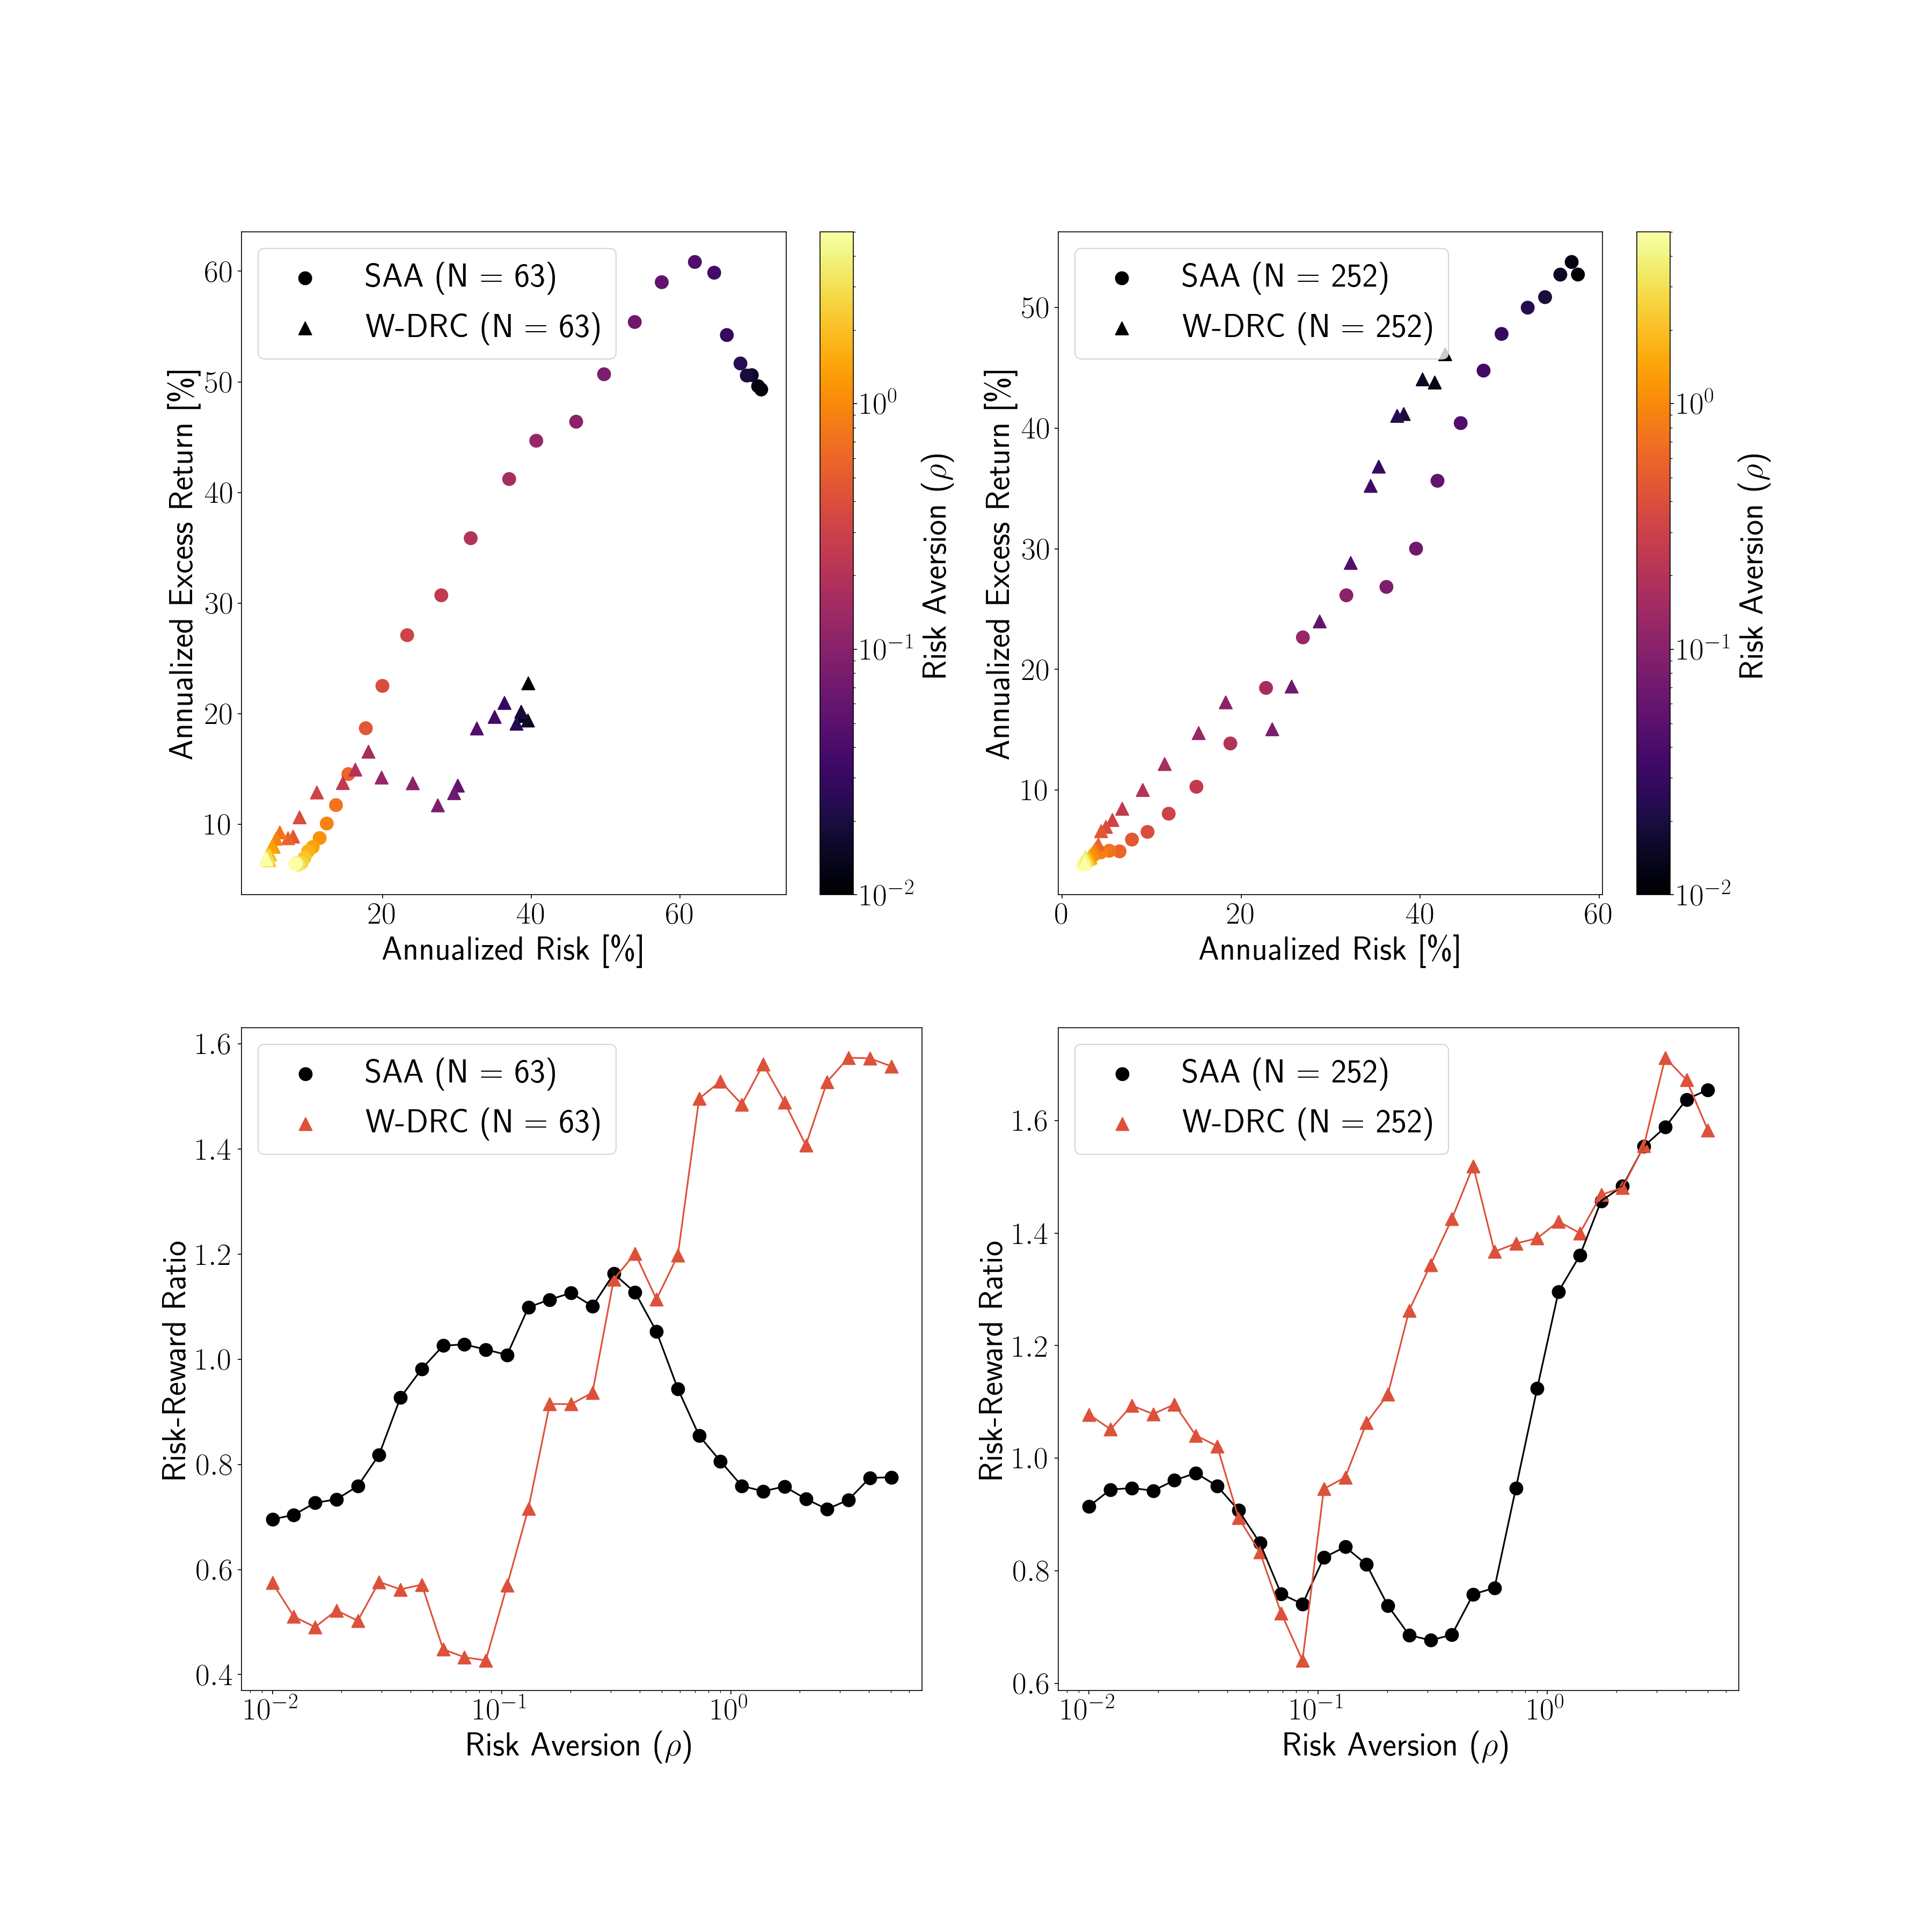 SAA (N = 63)
W-DRC (N = 63)
60
50
40
30
20
10
Annualized Excess Return [%]
20 40 60
Annualized Risk [%]
10^0
10^{-1}
10^{-2}
Risk Aversion (ρ)
SAA (N = 252)
W-DRC (N = 252)
50
40
30
20
10
Annualized Excess Return [%]
0 20 40 60
Annualized Risk [%]
10^0
10^{-1}
10^{-2}
Risk Aversion (ρ)
SAA (N = 63)
W-DRC (N = 63)
1.6
1.4
1.2
1.0
0.8
0.6
0.4
Risk-Reward Ratio
10^{-2} 10^{-1} 10^0
Risk Aversion (ρ)
SAA (N = 252)
W-DRC (N = 252)
1.6
1.4
1.2
1.0
0.8
0.6
Risk-Reward Ratio
10^{-2} 10^{-1} 10^0
Risk Aversion (ρ)